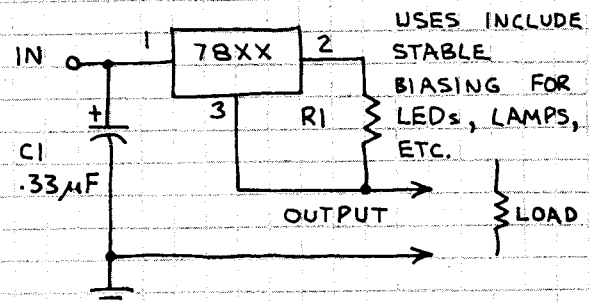 USES INCLUDE
STABLE
BIASING FOR
LEDs, LAMPS,
ETC.
IN
1
78XX
2
3
R1
+
C1
.33µF
OUTPUT
LOAD